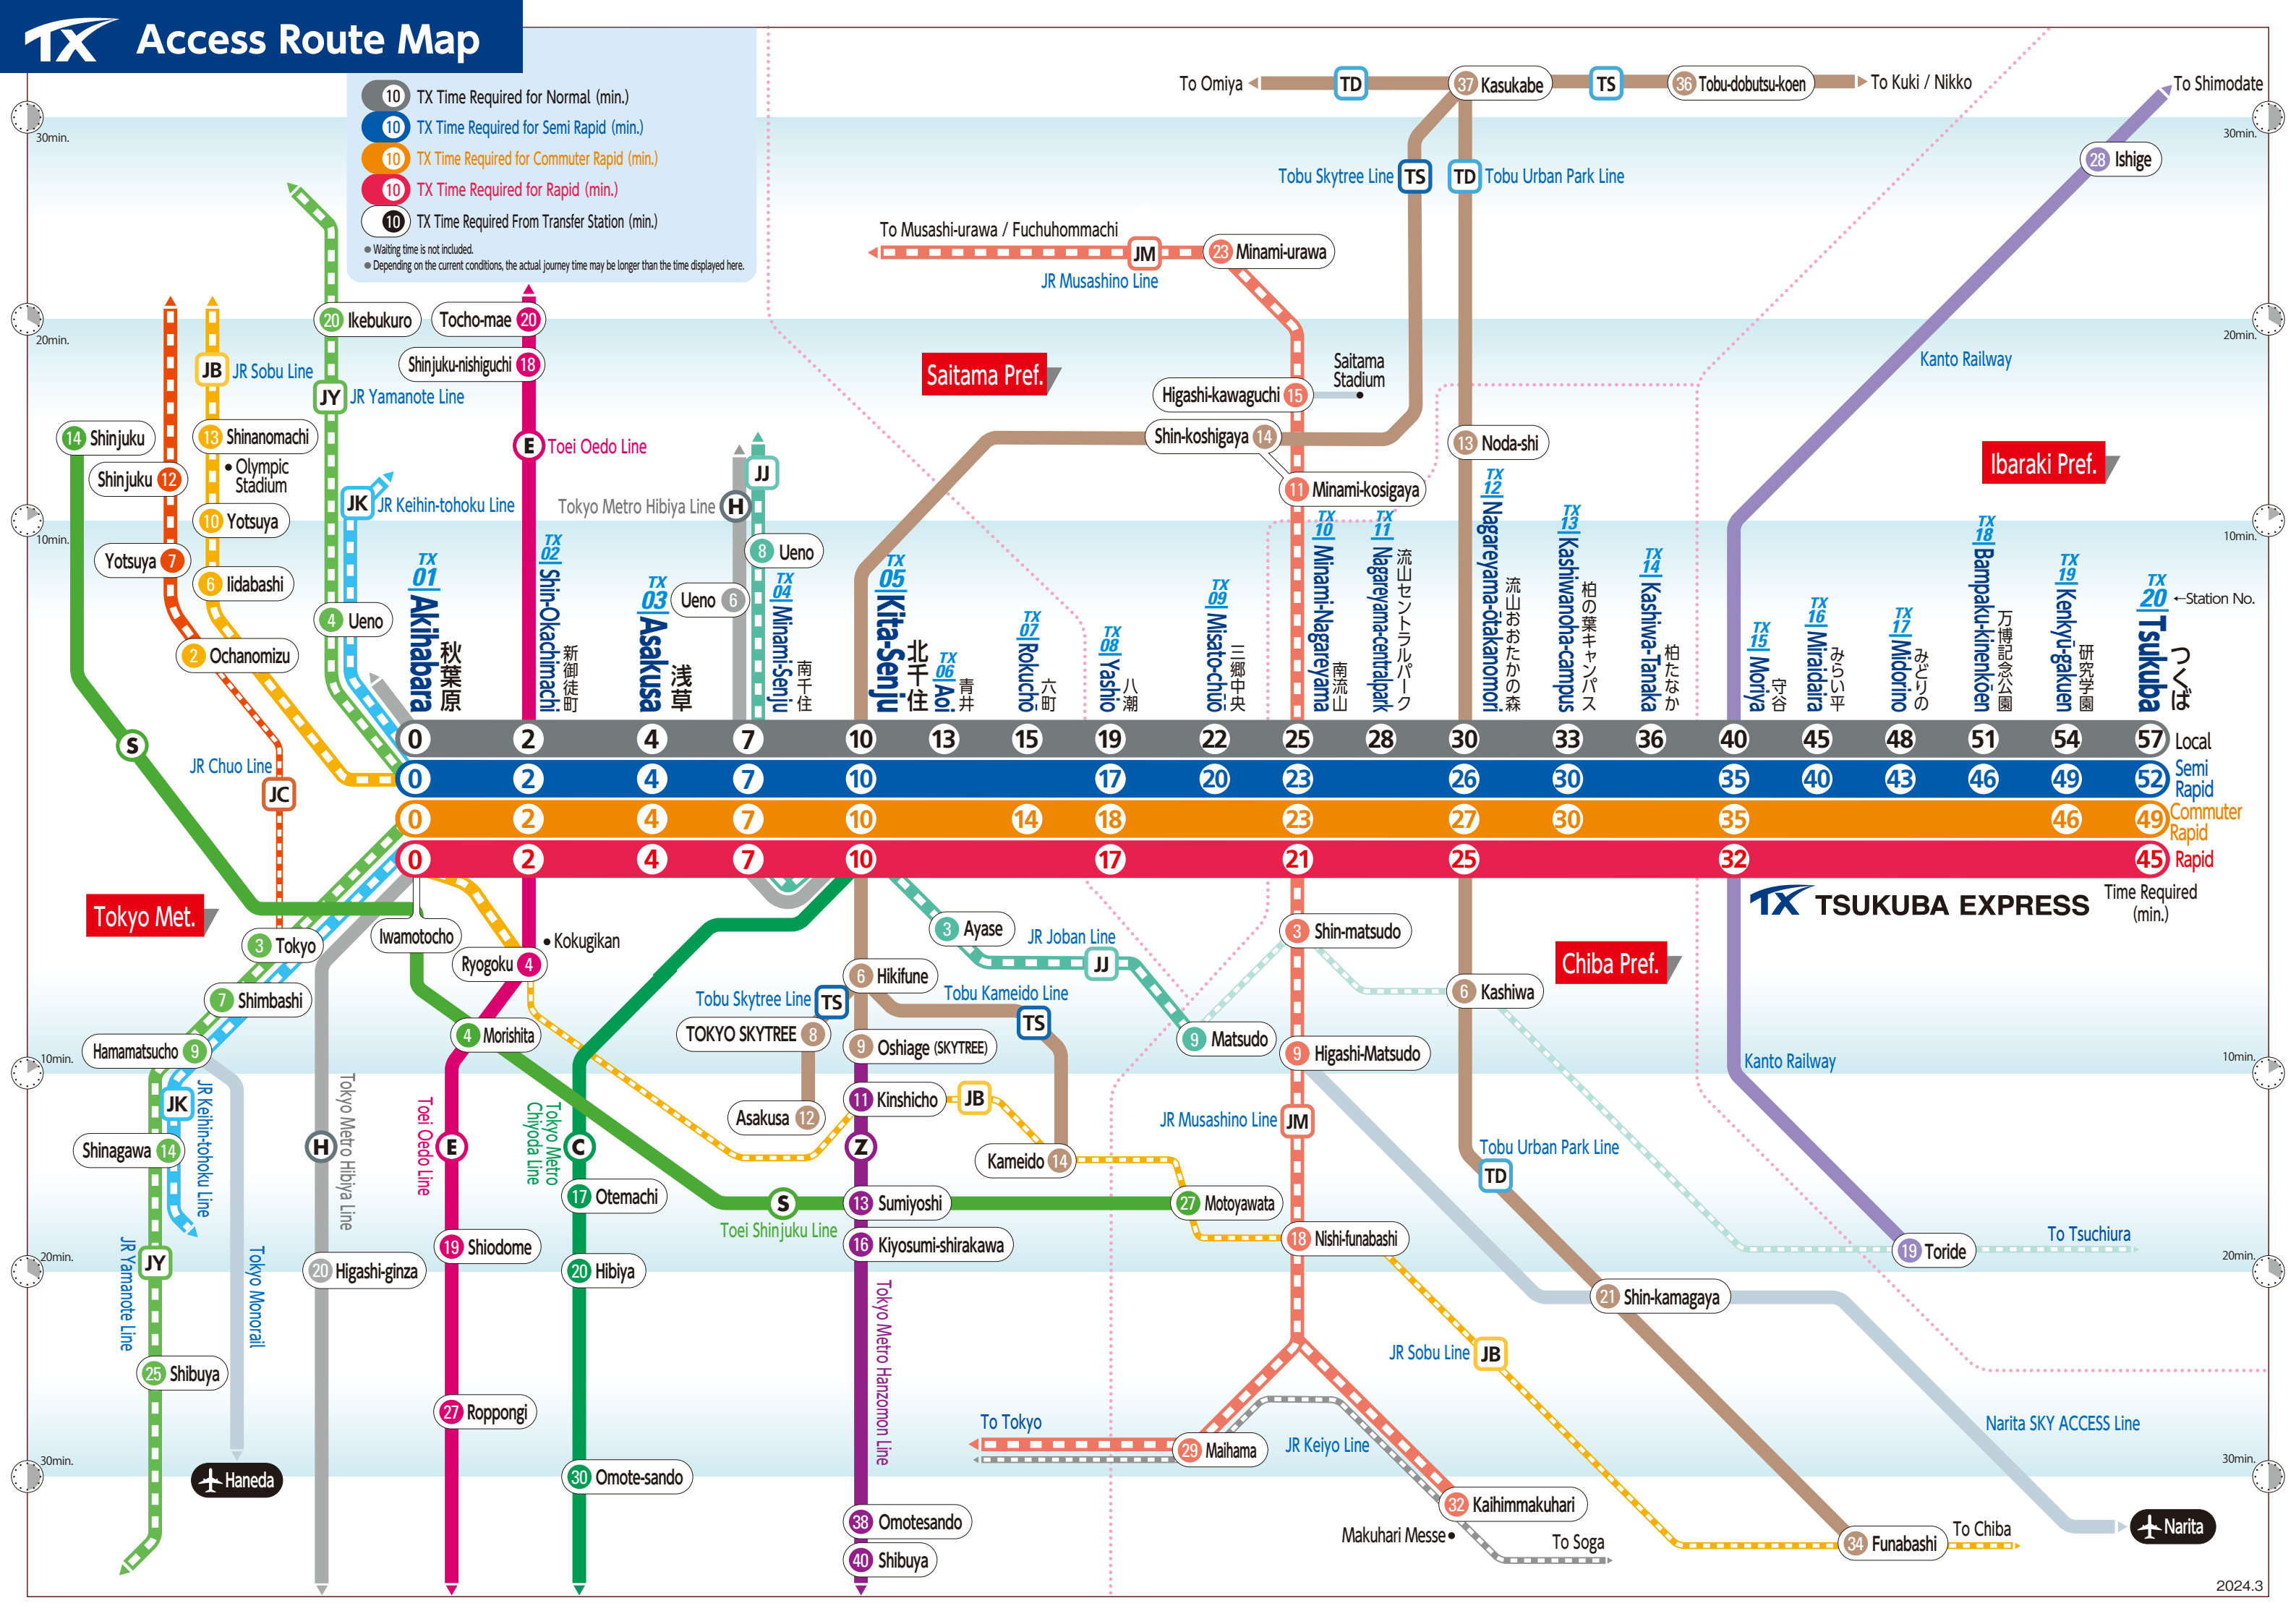 TX Access Route Map
10 TX Time Required for Normal (min.)
10 TX Time Required for Semi Rapid (min.)
10 TX Time Required for Commuter Rapid (min.)
10 TX Time Required for Rapid (min.)
10 TX Time Required From Transfer Station (min.)
● Waiting time is not included.
● Depending on the current conditions, the actual journey time may be longer than the time displayed here.
30min.
20min.
10min.
30min.
20min.
10min.
To Omiya
TD
37 Kasukabe
TS
36 Tobu-dobutsu-koen
To Kuki / Nikko
To Shimodate
28 Ishige
Tobu Skytree Line TS
TD Tobu Urban Park Line
To Musashi-urawa / Fuchuhommachi
JM
23 Minami-urawa
JR Musashino Line
20 Ikebukuro
Tocho-mae 20
Shinjuku-nishiguchi 18
JB JR Sobu Line
JY JR Yamanote Line
Saitama Pref.
Saitama
Stadium
Higashi-kawaguchi 15
Kanto Railway
14 Shinjuku
13 Shinanomachi
Olympic
Stadium
Shinjuku 12
E Toei Oedo Line
Shin-koshigaya 14
13 Noda-shi
Ibaraki Pref.
JJ
JK JR Keihin-tohoku Line
Tokyo Metro Hibiya Line H
11 Minami-kosigaya
10 Yotsuya
Yotsuya 7
6 Iidabashi
8 Ueno
Ueno 6
4 Ueno
2 Ochanomizu
TX 01 Akihabara 秋葉原
TX 02 Shin-Okachimachi 新御徒町
TX 03 Asakusa 浅草
TX 04 Minami-Senju 南千住
TX 05 Kita-Senju 北千住
TX 06 Aoi 青井
TX 07 Rokuchō 六町
TX 08 Yashio 八潮
TX 09 Misato-chūō 三郷中央
TX 10 Minami-Nagareyama 南流山
TX 11 Nagareyama-centralpark 流山セントラルパーク
TX 12 Nagareyama-ōtakanomori 流山おおたかの森
TX 13 Kashiwanoha-campus 柏の葉キャンパス
TX 14 Kashiwa-Tanaka 柏たなか
TX 15 Moriya 守谷
TX 16 Miraidaira みらい平
TX 17 Midorino みどりの
TX 18 Bampaku-kinenkōen 万博記念公園
TX 19 Kenkyū-gakuen 研究学園
TX 20 Tsukuba つくば
←Station No.
0 2 4 7 10 13 15 19 22 25 28 30 33 36 40 45 48 51 54 57 Local
0 2 4 7 10 17 20 23 26 30 35 40 43 46 49 52 Semi
Rapid
0 2 4 7 10 14 18 23 27 30 35 46 49 Commuter
Rapid
0 2 4 7 10 17 21 25 32 45 Rapid
TX TSUKUBA EXPRESS
Time Required
(min.)
S
JR Chuo Line
JC
Tokyo Met.
3 Tokyo
Iwamotocho
Kokugikan
Ryogoku 4
7 Shimbashi
4 Morishita
Hamamatsucho 9
3 Ayase
JR Joban Line
JJ
3 Shin-matsudo
Chiba Pref.
6 Hikifune
Tobu Skytree Line TS
Tobu Kameido Line
TS
6 Kashiwa
TOKYO SKYTREE 8
9 Oshiage (SKYTREE)
9 Matsudo
9 Higashi-Matsudo
Kanto Railway
10min.
20min.
30min.
10min.
20min.
30min.
JK
JR Keihin-tohoku Line
Tokyo Metro Hibiya Line
Toei Oedo Line
Tokyo Metro
Chiyoda Line
11 Kinshicho
JB
Asakusa 12
JR Musashino Line JM
Shinagawa 14
H
E
C
Z
Kameido 14
Tobu Urban Park Line
TD
17 Otemachi
S
Toei Shinjuku Line
13 Sumiyoshi
27 Motoyawata
16 Kiyosumi-shirakawa
18 Nishi-funabashi
19 Toride
To Tsuchiura
JY
JR Yamanote Line
Tokyo Monorail
19 Shiodome
20 Higashi-ginza
20 Hibiya
Tokyo Metro Hanzomon Line
21 Shin-kamagaya
JR Sobu Line JB
25 Shibuya
27 Roppongi
To Tokyo
29 Maihama
JR Keiyo Line
Narita SKY ACCESS Line
Haneda
30 Omote-sando
32 Kaihimmakuhari
Makuhari Messe
38 Omotesando
40 Shibuya
To Soga
34 Funabashi
To Chiba
Narita
2024.3